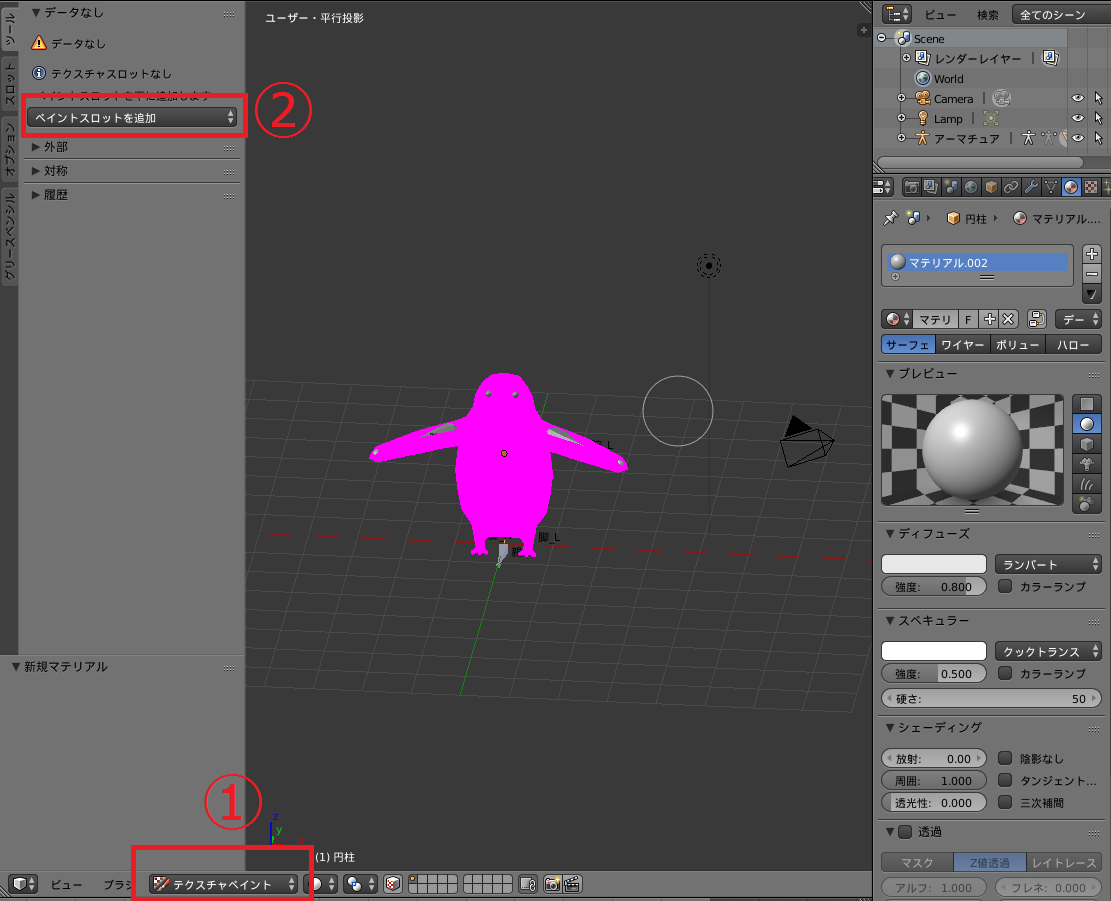 ツール
スロット
オプション
グリースペンシル
データなし
データなし
テクスチャスロットなし
ペイントスロットを追加
②
外部
対称
履歴
新規マテリアル
①
ビュー
ブラシ
テクスチャペイント
ユーザー・平行投影
脚_L
z
y
(1) 円柱
ビュー 検索 全てのシーン
Scene
レンダーレイヤー
World
Camera
Lamp
アーマチュア
円柱 マテリアル....
マテリアル.002
マテリ F デー
サーフェ ワイヤー ボリュー ハロー
プレビュー
ディフューズ
ランバート
強度: 0.800 カラーランプ
スペキュラー
クックトランス
強度: 0.500 カラーランプ
硬さ: 50
シェーディング
放射: 0.00 陰影なし
周囲: 1.000 タンジェント...
透光性: 0.000 三次補間
透過
マスク Z値透過 レイトレース
アルファ: 1.000 フレネ: 0.000